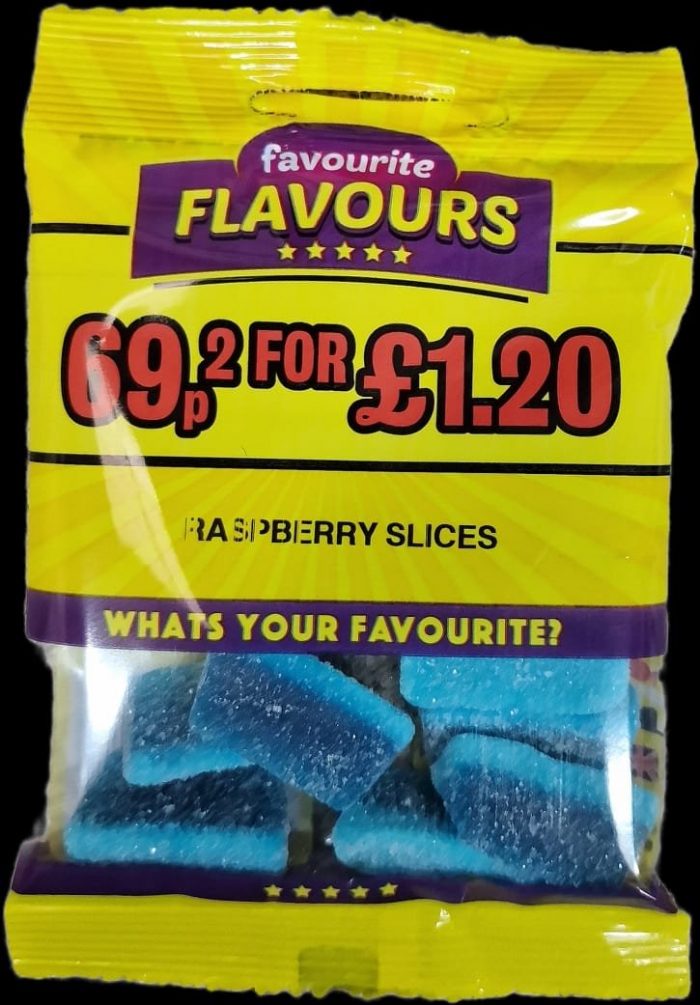 favourite
FLAVOURS
69p 2 FOR £1.20
RASPBERRY SLICES
WHATS YOUR FAVOURITE?